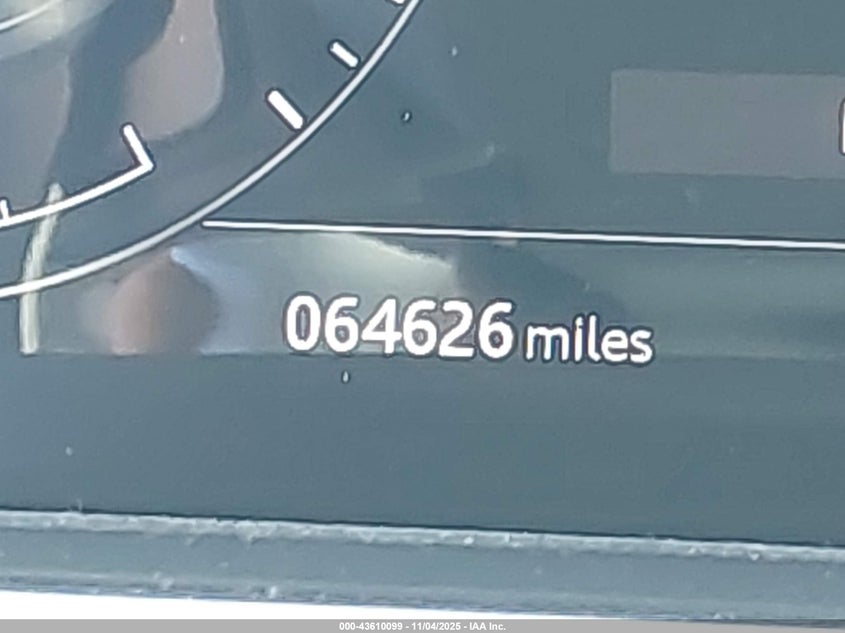 064626 miles
000-43610099 - 11/04/2025 - IAA Inc.